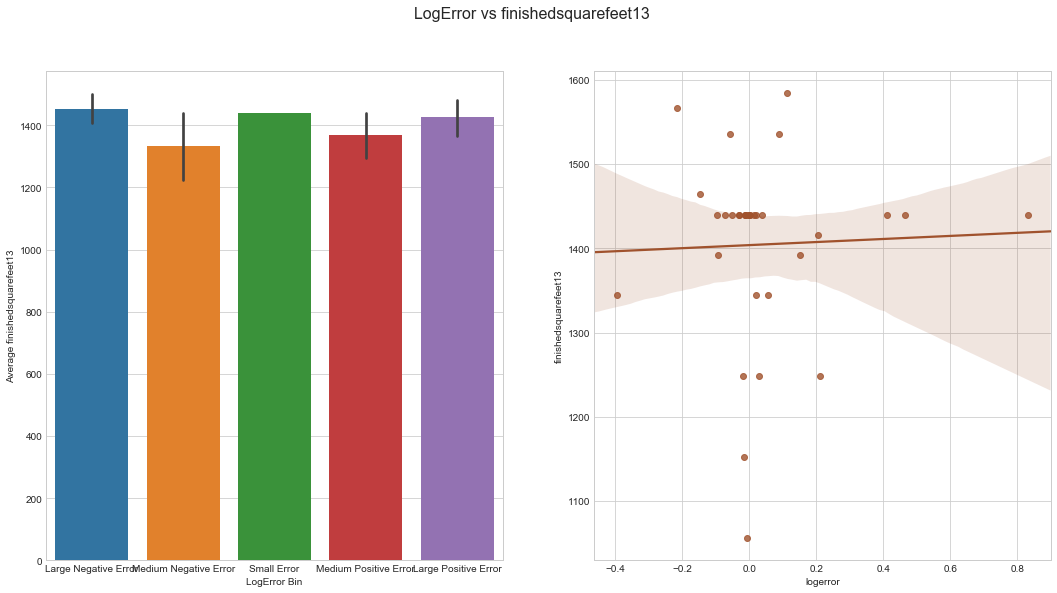 LogError vs finishedsquarefeet13
Average finishedsquarefeet13
1400
1200
1000
800
600
400
200
0
Large Negative Error
Medium Negative Error
Small Error
Medium Positive Error
Large Positive Error
LogError Bin
finishedsquarefeet13
1600
1500
1400
1300
1200
1100
−0.4
−0.2
0.0
0.2
0.4
0.6
0.8
logerror